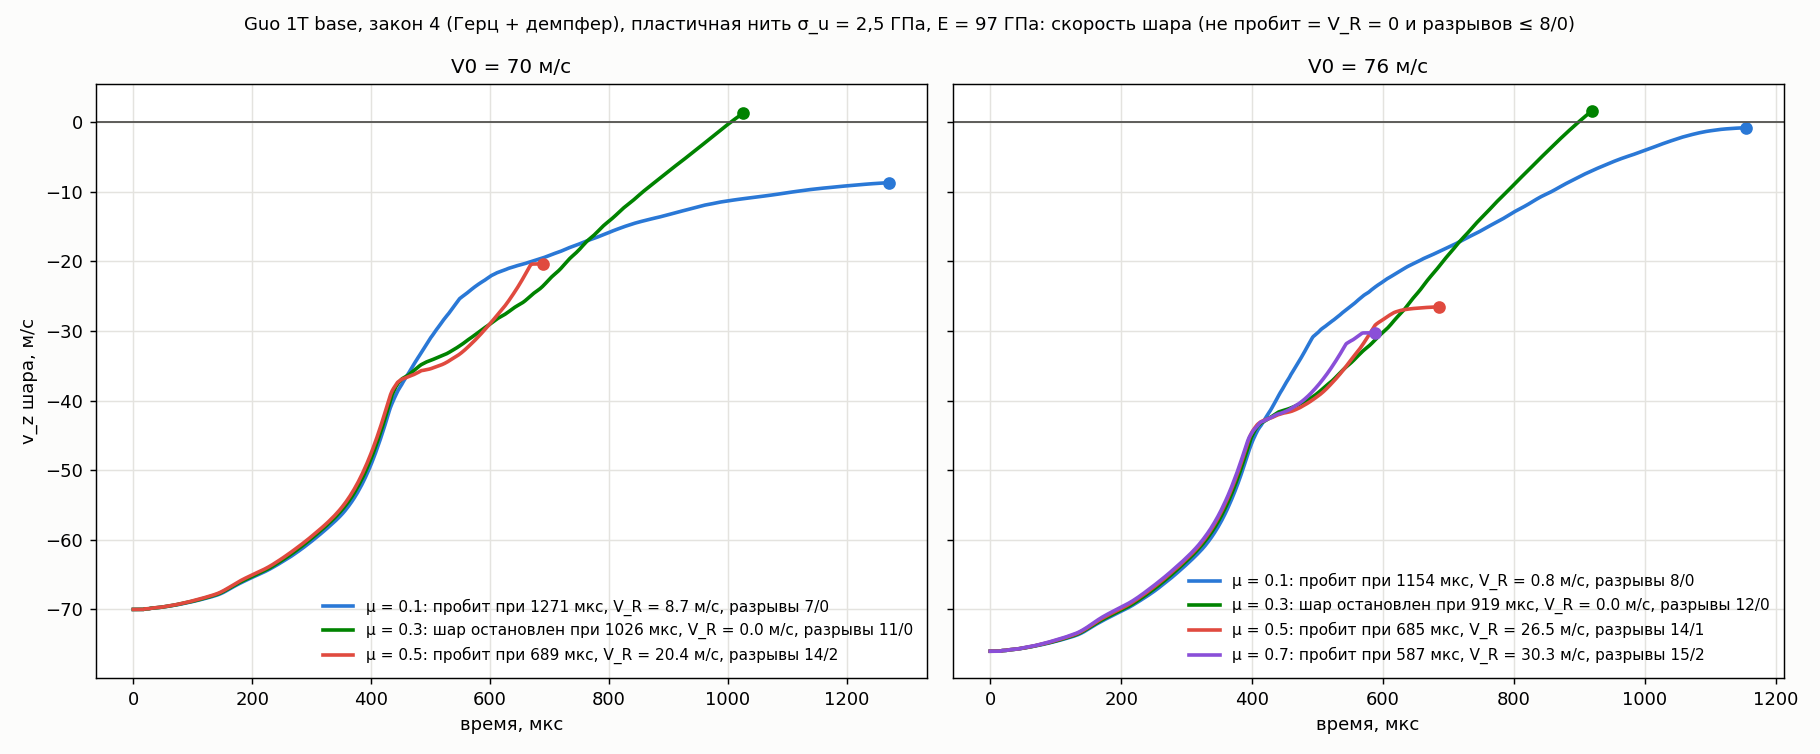 Guo 1T base, закон 4 (Герц + демпфер), пластичная нить σ_u = 2,5 ГПа, E = 97 ГПа: скорость шара (не пробит = V_R = 0 и разрывов ≤ 8/0)
V0 = 70 м/с
v_z шара, м/с
0
−10
−20
−30
−40
−50
−60
−70
μ = 0.1: пробит при 1271 мкс, V_R = 8.7 м/с, разрывы 7/0
μ = 0.3: шар остановлен при 1026 мкс, V_R = 0.0 м/с, разрывы 11/0
μ = 0.5: пробит при 689 мкс, V_R = 20.4 м/с, разрывы 14/2
0 200 400 600 800 1000 1200
время, мкс
V0 = 76 м/с
μ = 0.1: пробит при 1154 мкс, V_R = 0.8 м/с, разрывы 8/0
μ = 0.3: шар остановлен при 919 мкс, V_R = 0.0 м/с, разрывы 12/0
μ = 0.5: пробит при 685 мкс, V_R = 26.5 м/с, разрывы 14/1
μ = 0.7: пробит при 587 мкс, V_R = 30.3 м/с, разрывы 15/2
0 200 400 600 800 1000 1200
время, мкс